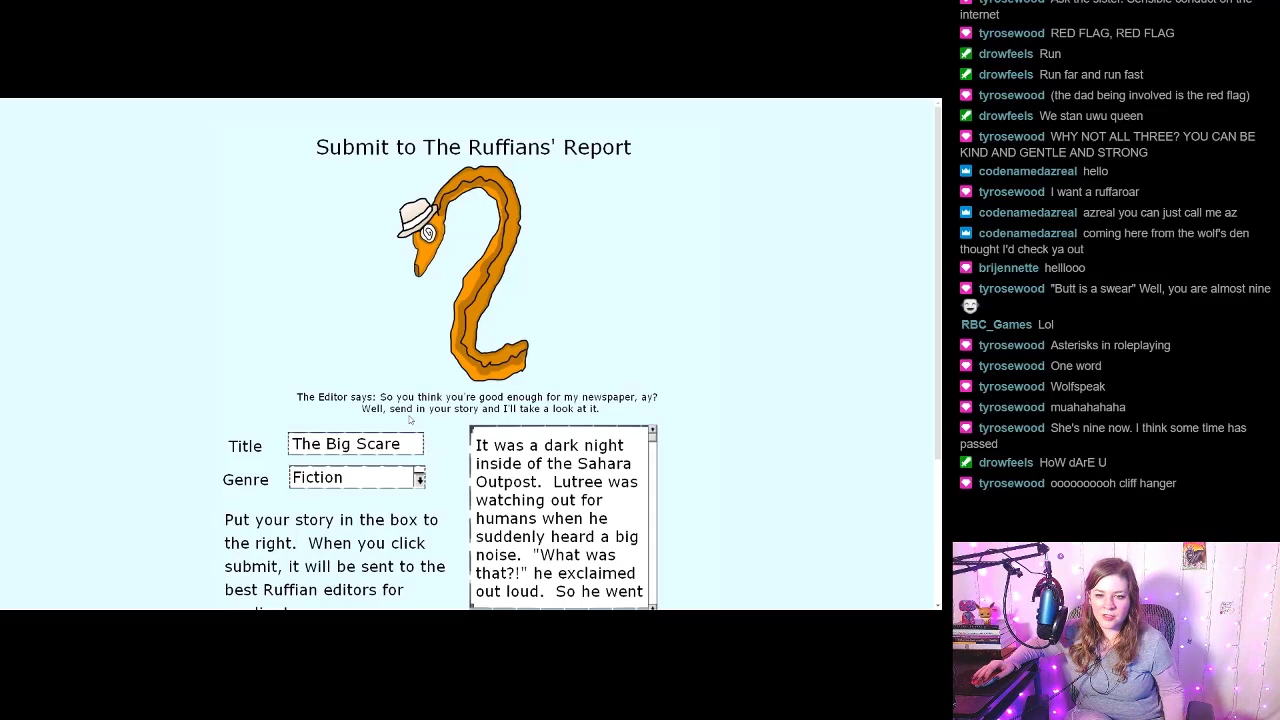 Submit to The Ruffians' Report
The Editor says: So you think you're good enough for my newspaper, ay?
Well, send in your story and I'll take a look at it.
Title
The Big Scare
Genre
Fiction
Put your story in the box to
the right. When you click
submit, it will be sent to the
best Ruffian editors for
It was a dark night
inside of the Sahara
Outpost. Lutree was
watching out for
humans when he
suddenly heard a big
noise. "What was
that?!" he exclaimed
out loud. So he went
internet
tyrosewood RED FLAG, RED FLAG
drowfeels Run
drowfeels Run far and run fast
tyrosewood (the dad being involved is the red flag)
drowfeels We stan uwu queen
tyrosewood WHY NOT ALL THREE? YOU CAN BE
KIND AND GENTLE AND STRONG
codenamedazreal hello
tyrosewood I want a ruffaroar
codenamedazreal azreal you can just call me az
codenamedazreal coming here from the wolf's den
thought I'd check ya out
brijennette helllooo
tyrosewood "Butt is a swear" Well, you are almost nine
RBC_Games Lol
tyrosewood Asterisks in roleplaying
tyrosewood One word
tyrosewood Wolfspeak
tyrosewood muahahahaha
tyrosewood She's nine now. I think some time has
passed
drowfeels HoW dArE U
tyrosewood ooooooooooh cliff hanger